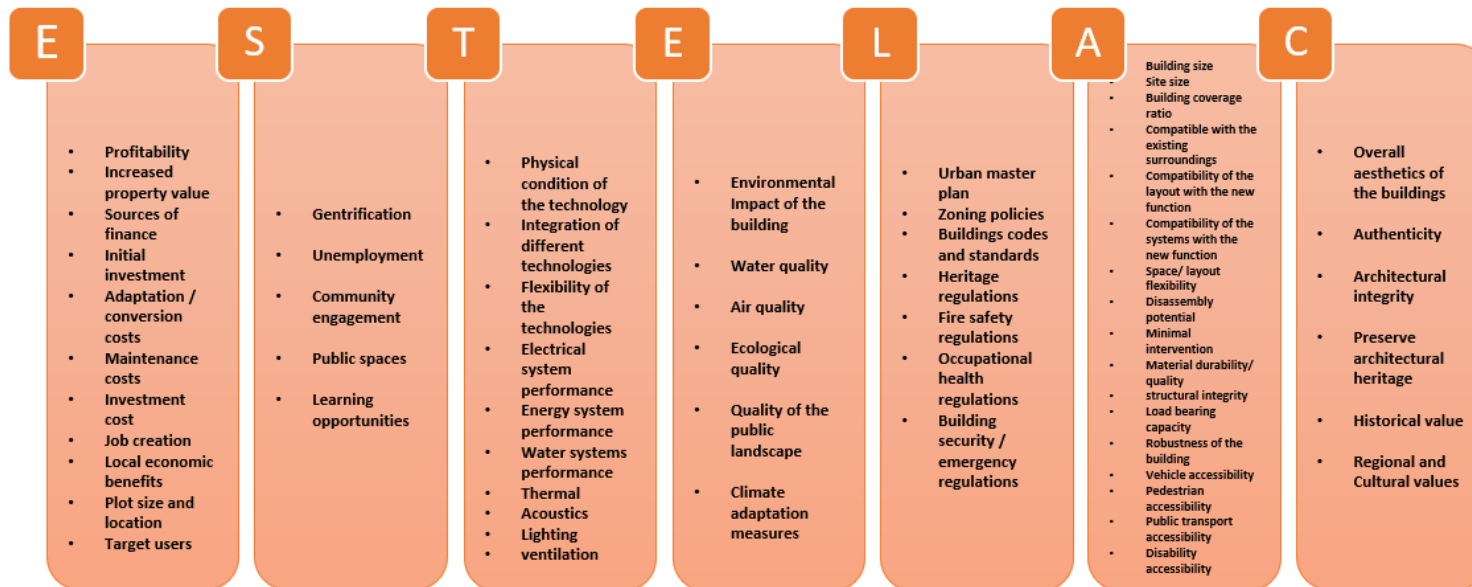 E
• Profitability
• Increased
property value
• Sources of
finance
• Initial
investment
• Adaptation /
conversion
costs
• Maintenance
costs
• Investment
cost
• Job creation
• Local economic
benefits
• Plot size and
location
• Target users
S
• Gentrification
• Unemployment
• Community
engagement
• Public spaces
• Learning
opportunities
T
• Physical
condition of
the technology
• Integration of
different
technologies
• Flexibility of
the
technologies
• Electrical
system
performance
• Energy system
performance
• Water systems
performance
• Thermal
• Acoustics
• Lighting
• ventilation
E
• Environmental
Impact of the
building
• Water quality
• Air quality
• Ecological
quality
• Quality of the
public
landscape
• Climate
adaptation
measures
L
• Urban master
plan
• Zoning policies
• Buildings codes
and standards
• Heritage
regulations
• Fire safety
regulations
• Occupational
health
regulations
• Building
security /
emergency
regulations
A
Building size
• Site size
• Building coverage
ratio
• Compatible with the
existing
surroundings
• Compatibility of the
layout with the new
function
• Compatibility of the
systems with the
new function
• Space/ layout
flexibility
• Disassembly
potential
• Minimal
intervention
• Material durability/
quality
• structural integrity
• Load bearing
capacity
• Robustness of the
building
• Vehicle accessibility
• Pedestrian
accessibility
• Public transport
accessibility
• Disability
accessibility
C
• Overall
aesthetics of
the buildings
• Authenticity
• Architectural
integrity
• Preserve
architectural
heritage
• Historical value
• Regional and
Cultural values